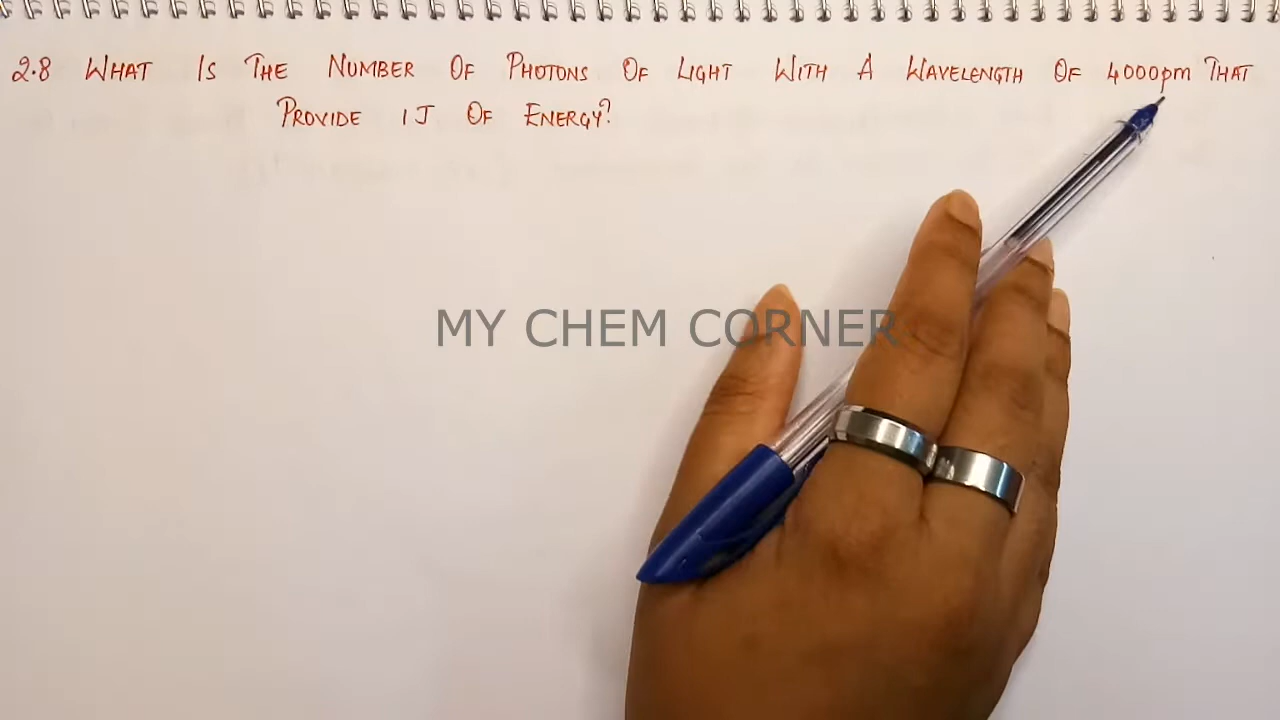 2.8 WHAT IS THE NUMBER OF PHOTONS OF LIGHT WITH A WAVELENGTH OF 4000pm THAT
PROVIDE 1J OF ENERGY?
MY CHEM CORNER